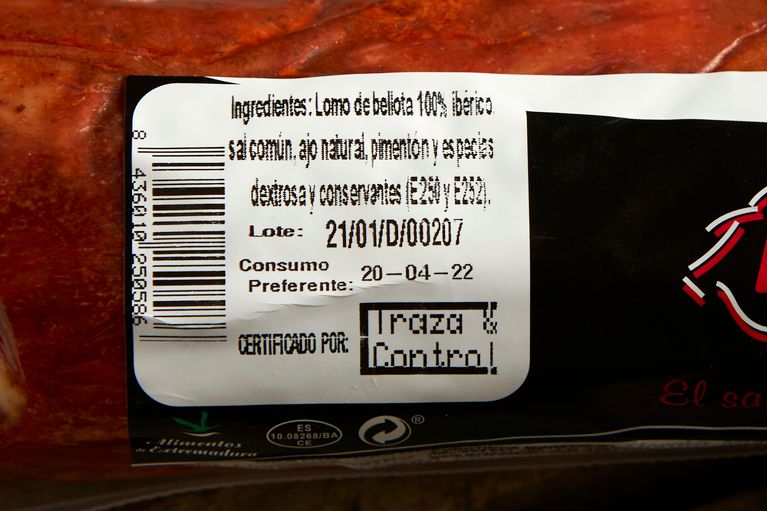 Ingredientes: Lomo de bellota 100% ibérico
sal común, ajo natural, pimentón y especias
dextrosa y conservantes (E250 y E252).
Lote: 21/01/D/00207
Consumo
Preferente: 20-04-22
CERTIFICADO POR: Traza &
Control
8 436010 250586
Alimentos
de Extremadura
ES
10.08268/BA
CE
®
El sa